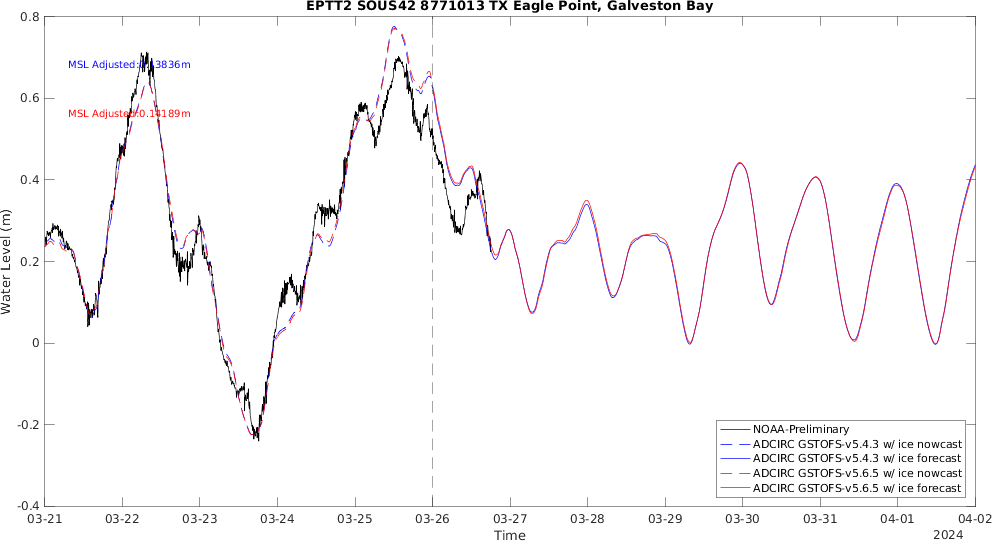 EPTT2 SOUS42 8771013 TX Eagle Point, Galveston Bay
0.8
0.6
0.4
0.2
0
-0.2
-0.4
Water Level (m)
MSL Adjusted:0.13836m
MSL Adjusted:0.14189m
NOAA-Preliminary
ADCIRC GSTOFS-v5.4.3 w/ ice nowcast
ADCIRC GSTOFS-v5.4.3 w/ ice forecast
ADCIRC GSTOFS-v5.6.5 w/ ice nowcast
ADCIRC GSTOFS-v5.6.5 w/ ice forecast
03-21 03-22 03-23 03-24 03-25 03-26 03-27 03-28 03-29 03-30 03-31 04-01 04-02
Time
2024